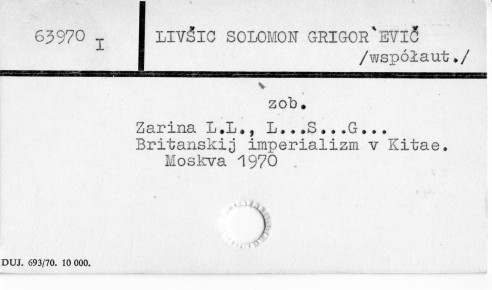 63970 I
LIVŠIC SOLOMON GRIGOR'EVIČ
/współaut./
zob.
Zarina L.L., L...S...G...
Britanskij imperializm v Kitae.
Moskva 1970
DUJ. 693/70. 10 000.